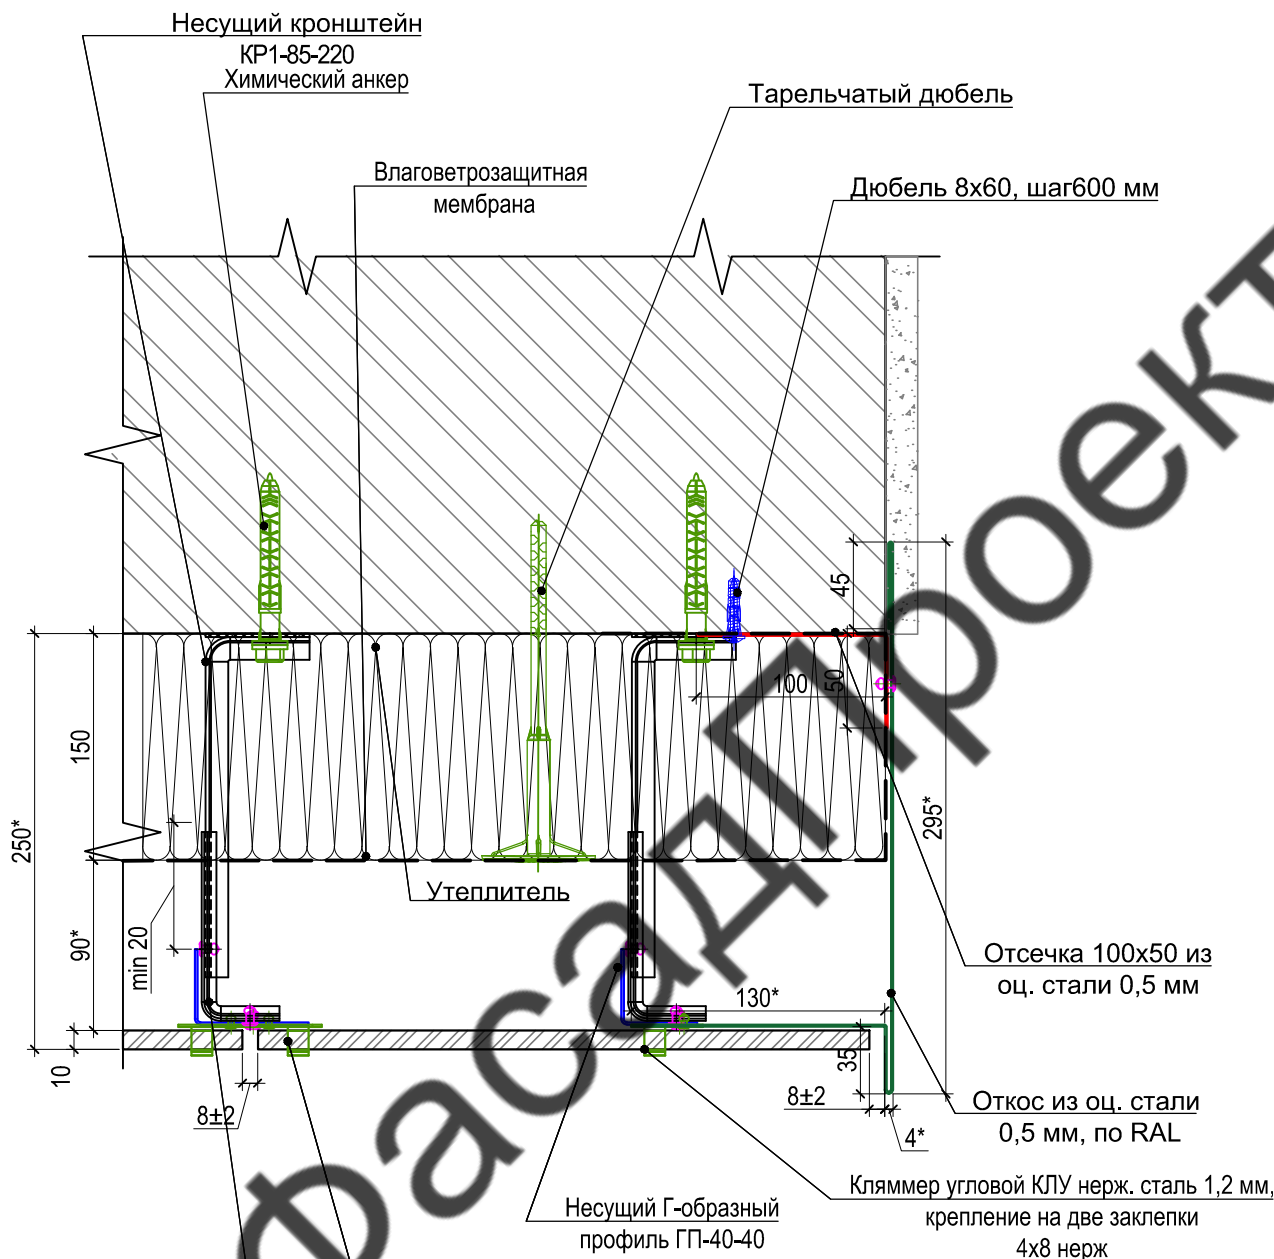 Несущий кронштейн
КР1-85-220
Химический анкер
Тарельчатый дюбель
Влаговетрозащитная
мембрана
Дюбель 8х60, шаг600 мм
45
100
50
150
250*
295*
Утеплитель
90*
min 20
Отсечка 100х50 из
оц. стали 0,5 мм
130*
10
35
8±2
8±2
4*
Откос из оц. стали
0,5 мм, по RAL
Несущий Г-образный
профиль ГП-40-40
Кляммер угловой КЛУ нерж. сталь 1,2 мм,
крепление на две заклепки
4х8 нерж
ФасадПроект